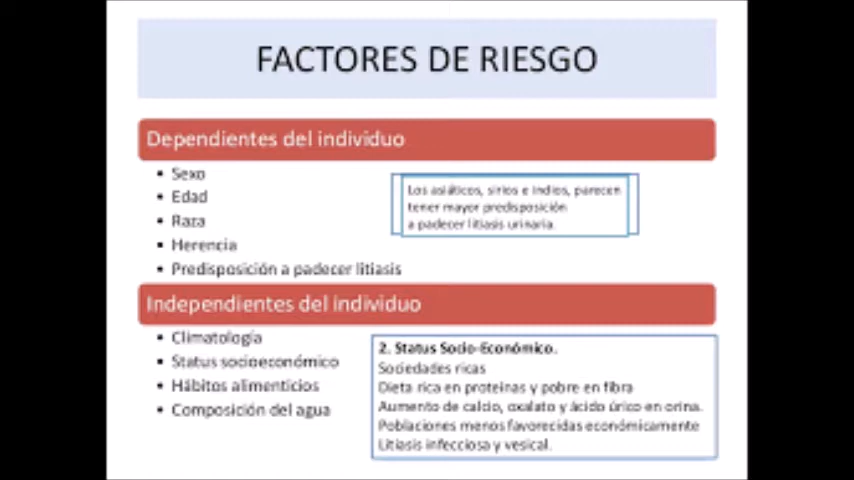 FACTORES DE RIESGO
Dependientes del individuo
• Sexo
• Edad
• Raza
• Herencia
• Predisposición a padecer litiasis
Los asiáticos, sirios e indios, parecen
tener mayor predisposición
a padecer litiasis urinaria.
Independientes del individuo
• Climatología
• Status socioeconómico
• Hábitos alimenticios
• Composición del agua
2. Status Socio-Económico.
Sociedades ricas
Dieta rica en proteinas y pobre en fibra
Aumento de calcio, oxalato y ácido úrico en orina.
Poblaciones menos favorecidas económicamente
Litiasis infecciosa y vesical.